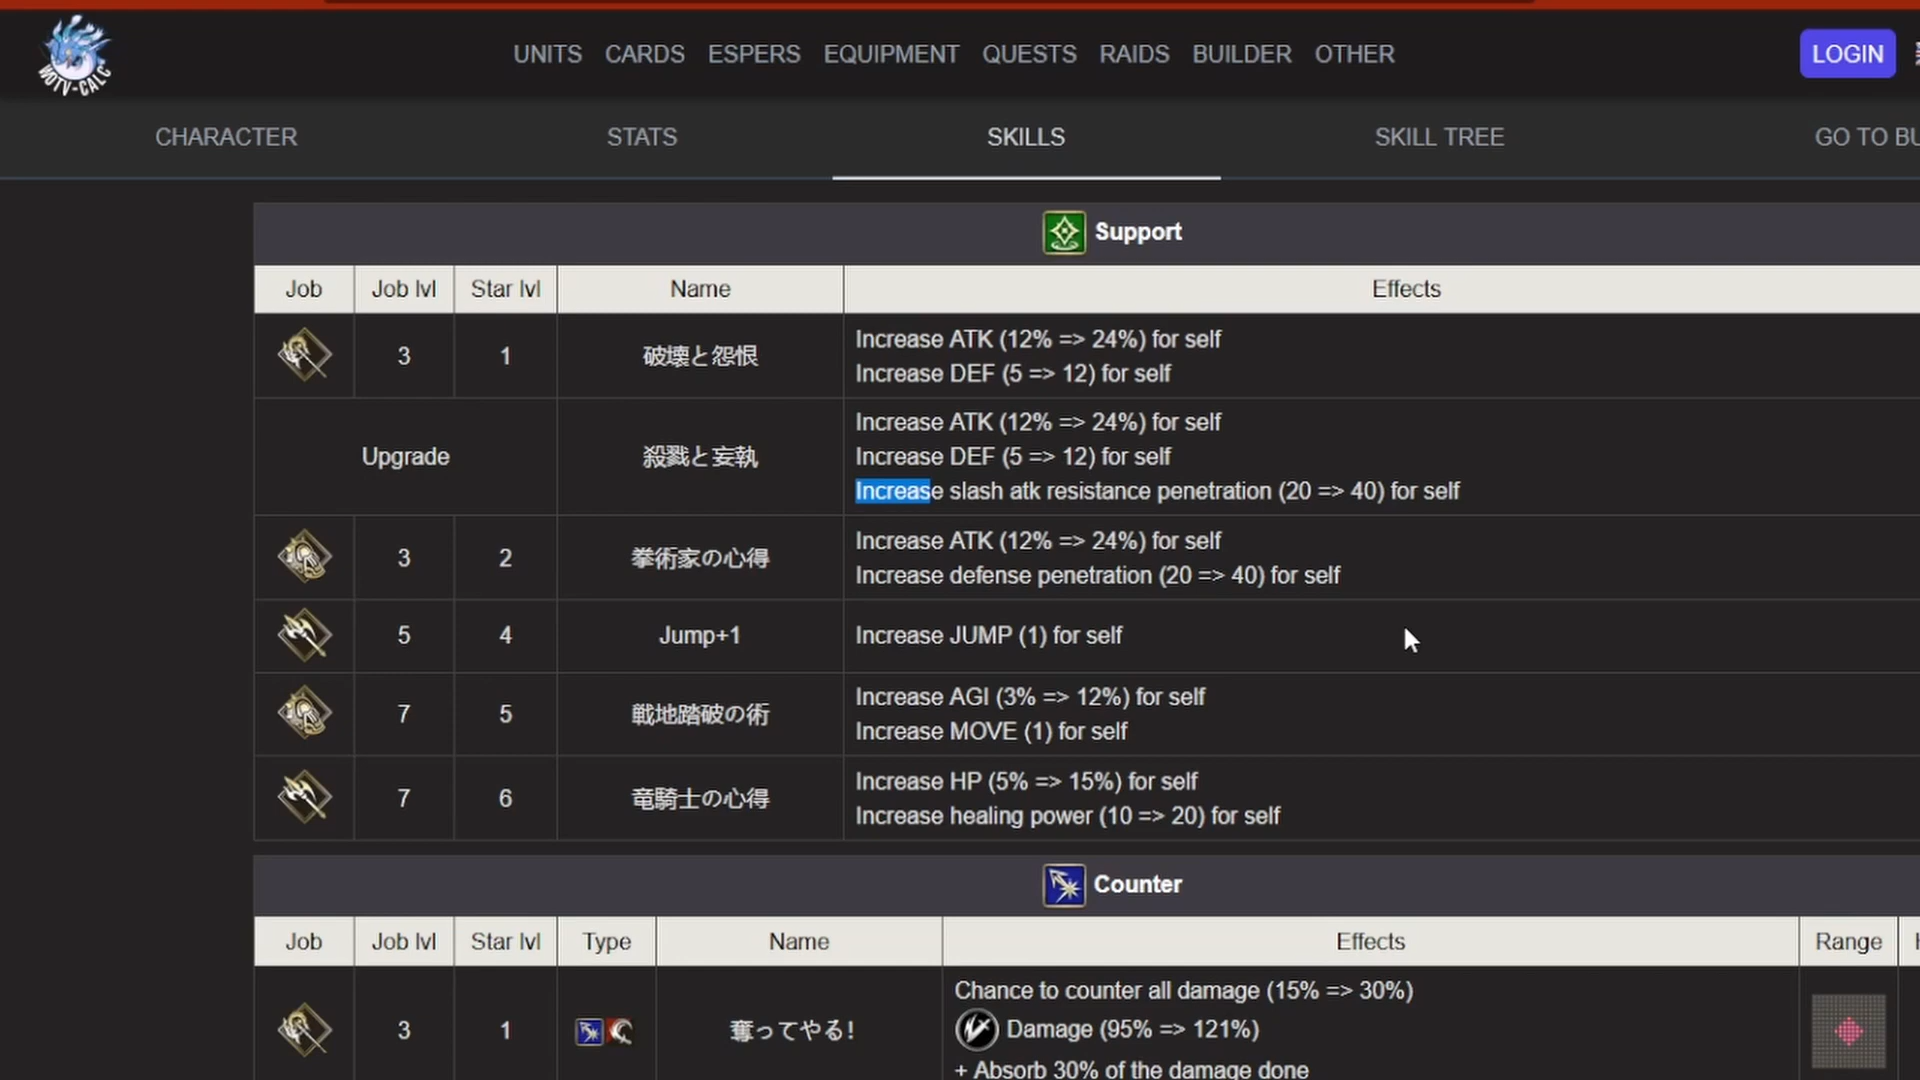 WOTV-CALC
UNITS CARDS ESPERS EQUIPMENT QUESTS RAIDS BUILDER OTHER
LOGIN
CHARACTER STATS SKILLS SKILL TREE GO TO BU
Support
Job Job lvl Star lvl Name Effects
3 1 破壊と怨恨 Increase ATK (12% => 24%) for self
Increase DEF (5 => 12) for self
Upgrade 殺戮と妄執 Increase ATK (12% => 24%) for self
Increase DEF (5 => 12) for self
Increase slash atk resistance penetration (20 => 40) for self
3 2 拳術家の心得 Increase ATK (12% => 24%) for self
Increase defense penetration (20 => 40) for self
5 4 Jump+1 Increase JUMP (1) for self
7 5 戦地踏破の術 Increase AGI (3% => 12%) for self
Increase MOVE (1) for self
7 6 竜騎士の心得 Increase HP (5% => 15%) for self
Increase healing power (10 => 20) for self
Counter
Job Job lvl Star lvl Type Name Effects Range
3 1 奪ってやる! Chance to counter all damage (15% => 30%)
Damage (95% => 121%)
+ Absorb 30% of the damage done